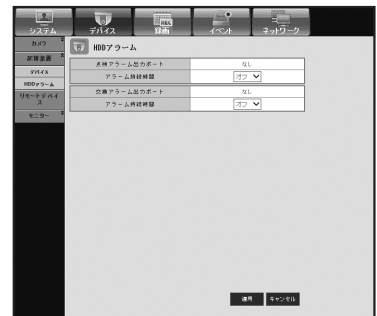 システム
デバイス
REC
録画
イベント
ネットワーク
カメラ
記録装置
デバイス
HDDアラーム
リモートデバイス
モニター
HDDアラーム
点検アラーム出力ポート
なし
アラーム持続時間
オフ
交換アラーム出力ポート
なし
アラーム持続時間
オフ
適用
キャンセル